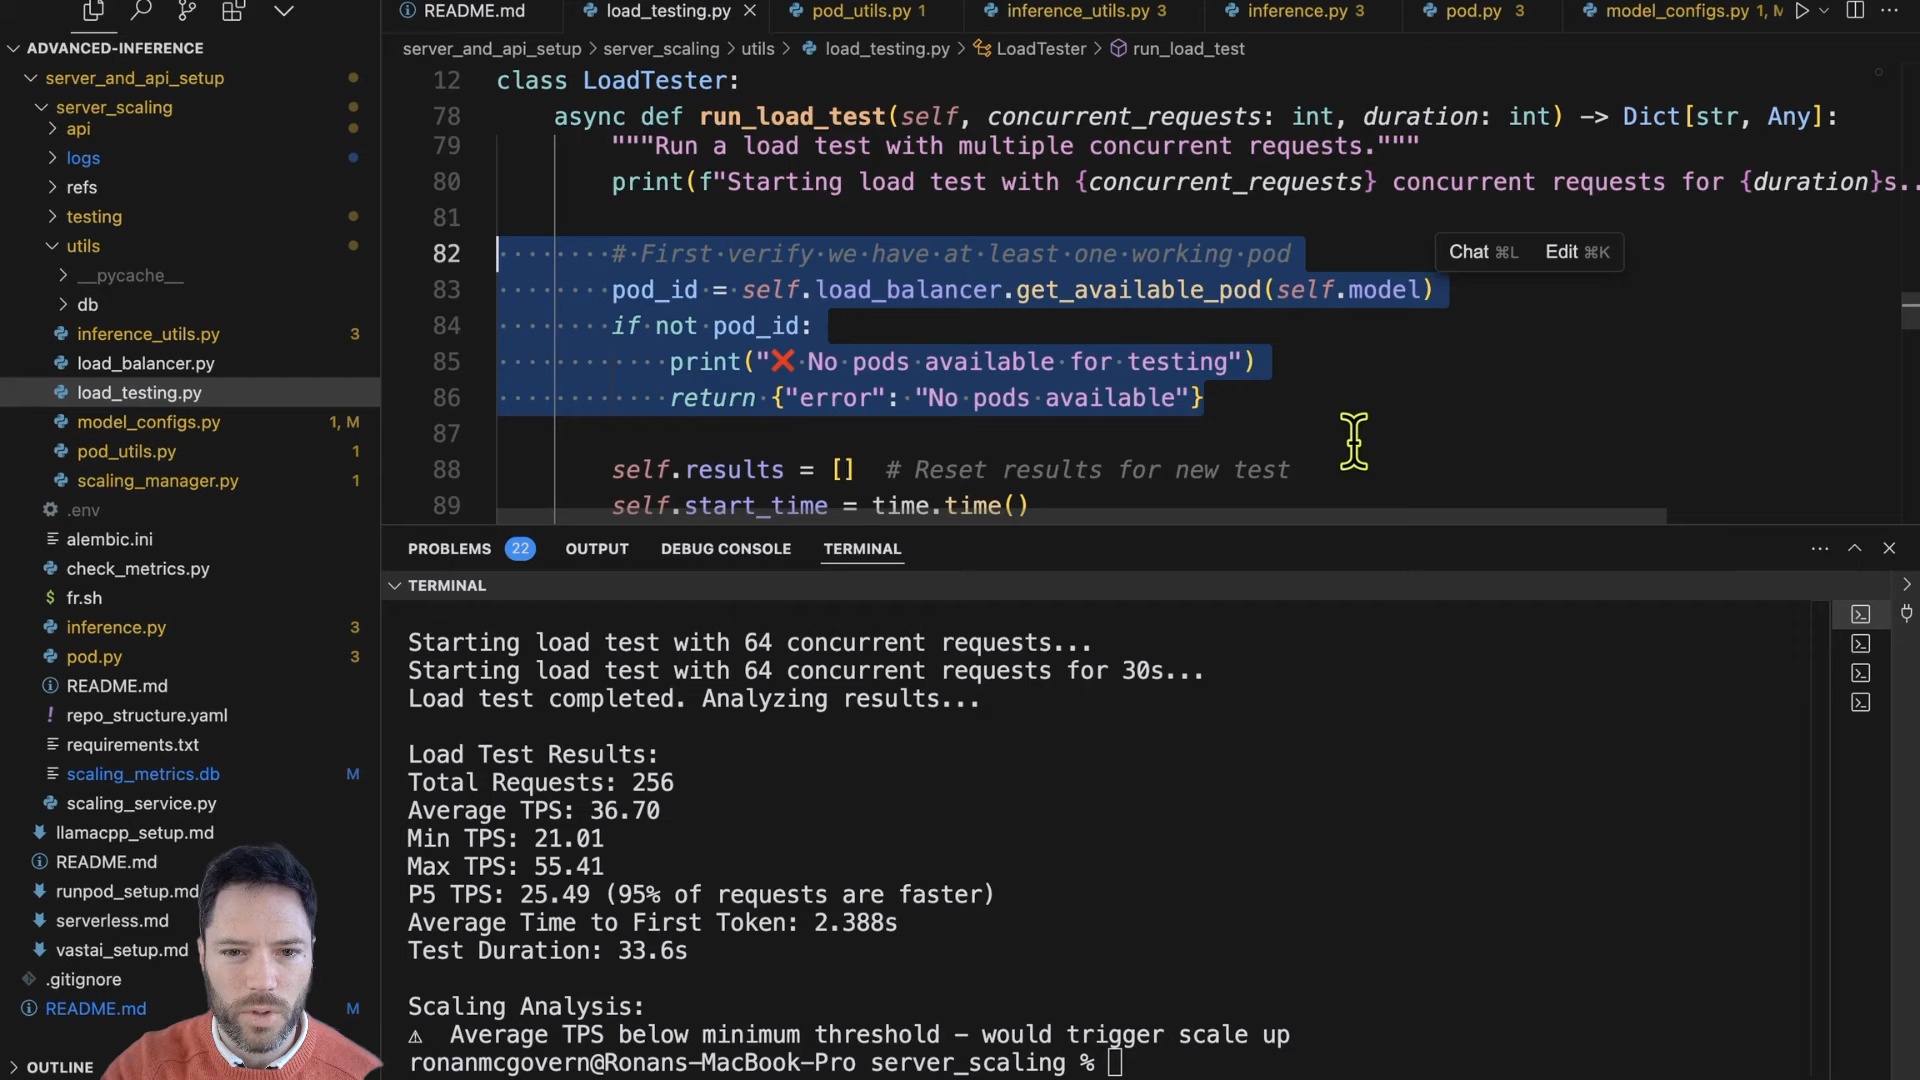 README.md
load_testing.py
pod_utils.py 1
inference_utils.py 3
inference.py 3
pod.py 3
model_configs.py 1, M
ADVANCED-INFERENCE
server_and_api_setup
server_scaling
api
logs
refs
testing
utils
__pycache__
db
inference_utils.py 3
load_balancer.py
load_testing.py
model_configs.py 1, M
pod_utils.py 1
scaling_manager.py 1
.env
alembic.ini
check_metrics.py
$ fr.sh
inference.py 3
pod.py 3
README.md
! repo_structure.yaml
requirements.txt
scaling_metrics.db M
scaling_service.py
llamacpp_setup.md
README.md
runpod_setup.md
serverless.md
vastai_setup.md
.gitignore
README.md M
OUTLINE
server_and_api_setup > server_scaling > utils > load_testing.py > LoadTester > run_load_test
12 class LoadTester:
78 async def run_load_test(self, concurrent_requests: int, duration: int) -> Dict[str, Any]:
79 """Run a load test with multiple concurrent requests."""
80 print(f"Starting load test with {concurrent_requests} concurrent requests for {duration}s..
81
82 # First verify we have at least one working pod
Chat ⌘L Edit ⌘K
83 pod_id = self.load_balancer.get_available_pod(self.model)
84 if not pod_id:
85 print("❌ No pods available for testing")
86 return {"error": "No pods available"}
87
88 self.results = [] # Reset results for new test
89 self.start_time = time.time()
PROBLEMS 22 OUTPUT DEBUG CONSOLE TERMINAL
TERMINAL
Starting load test with 64 concurrent requests...
Starting load test with 64 concurrent requests for 30s...
Load test completed. Analyzing results...
Load Test Results:
Total Requests: 256
Average TPS: 36.70
Min TPS: 21.01
Max TPS: 55.41
P5 TPS: 25.49 (95% of requests are faster)
Average Time to First Token: 2.388s
Test Duration: 33.6s
Scaling Analysis:
⚠ Average TPS below minimum threshold – would trigger scale up
ronanmcgovern@Ronans-MacBook-Pro server_scaling %